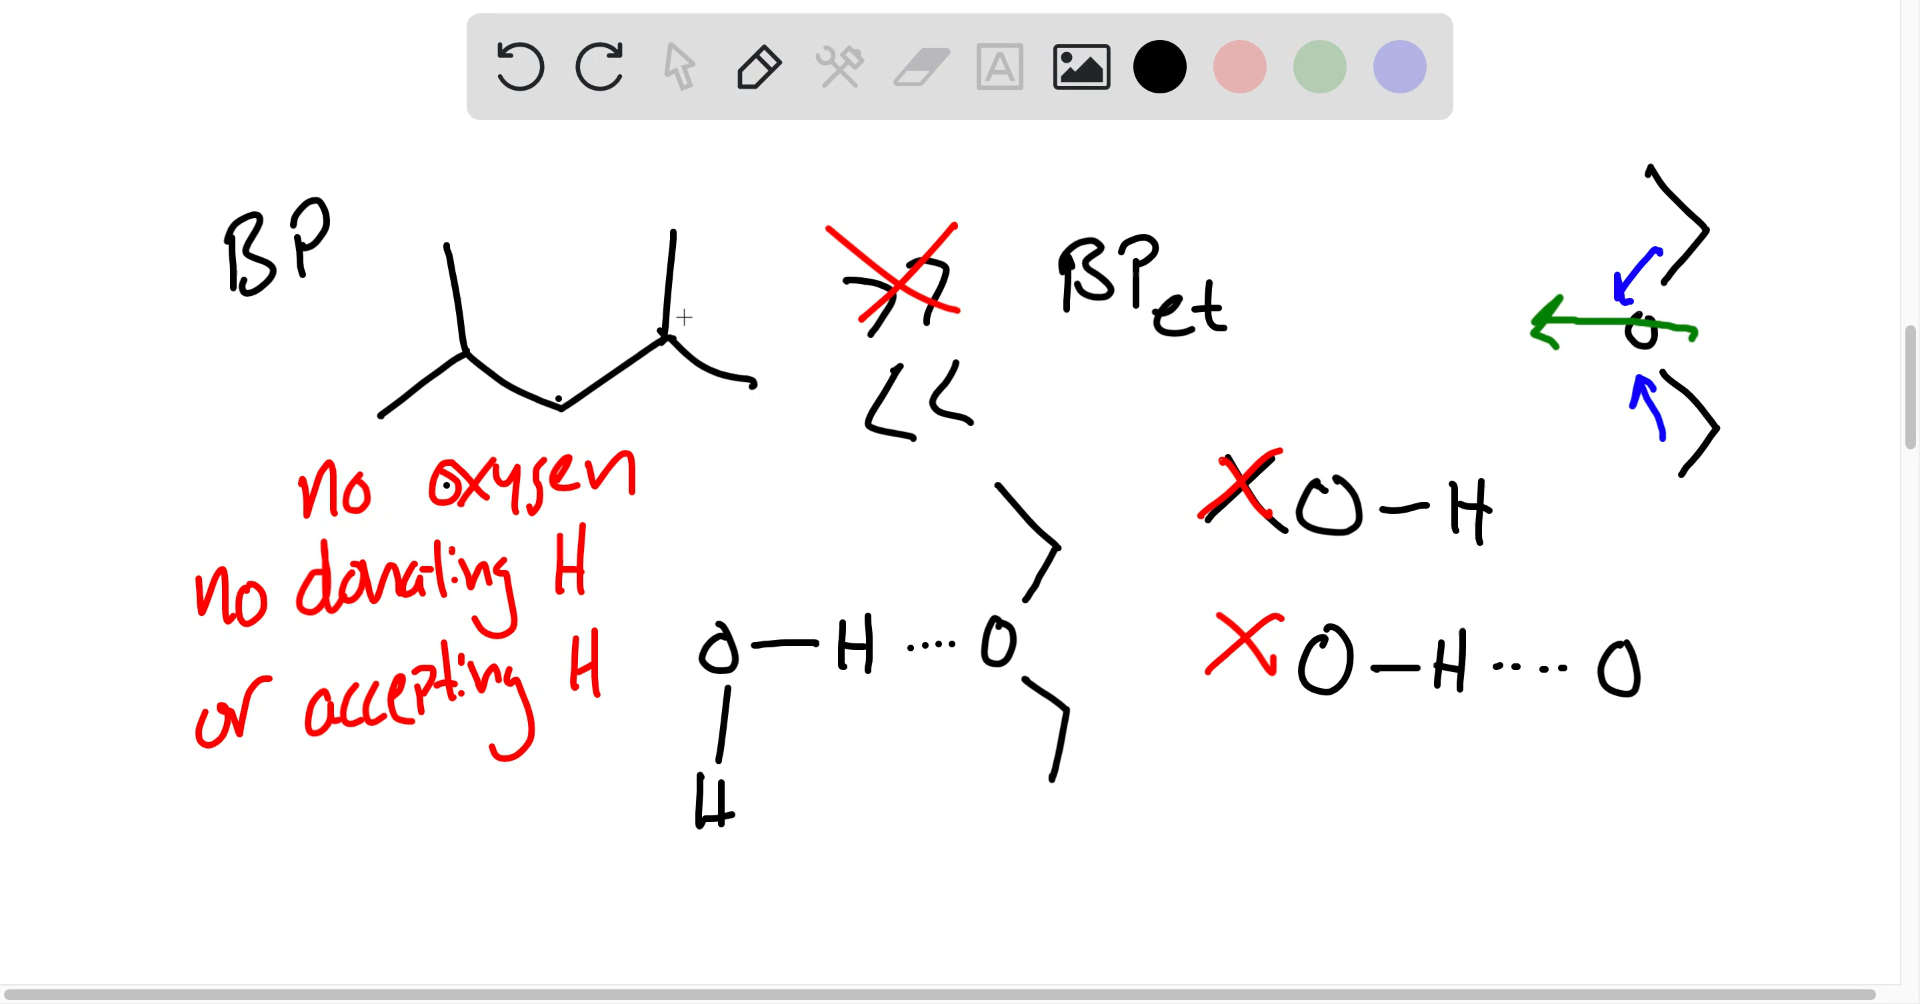 BP >> BPet
<<
O
no oxygen
no donating H
or accepting H
X O-H
O-H....O
H
X O-H....O
A